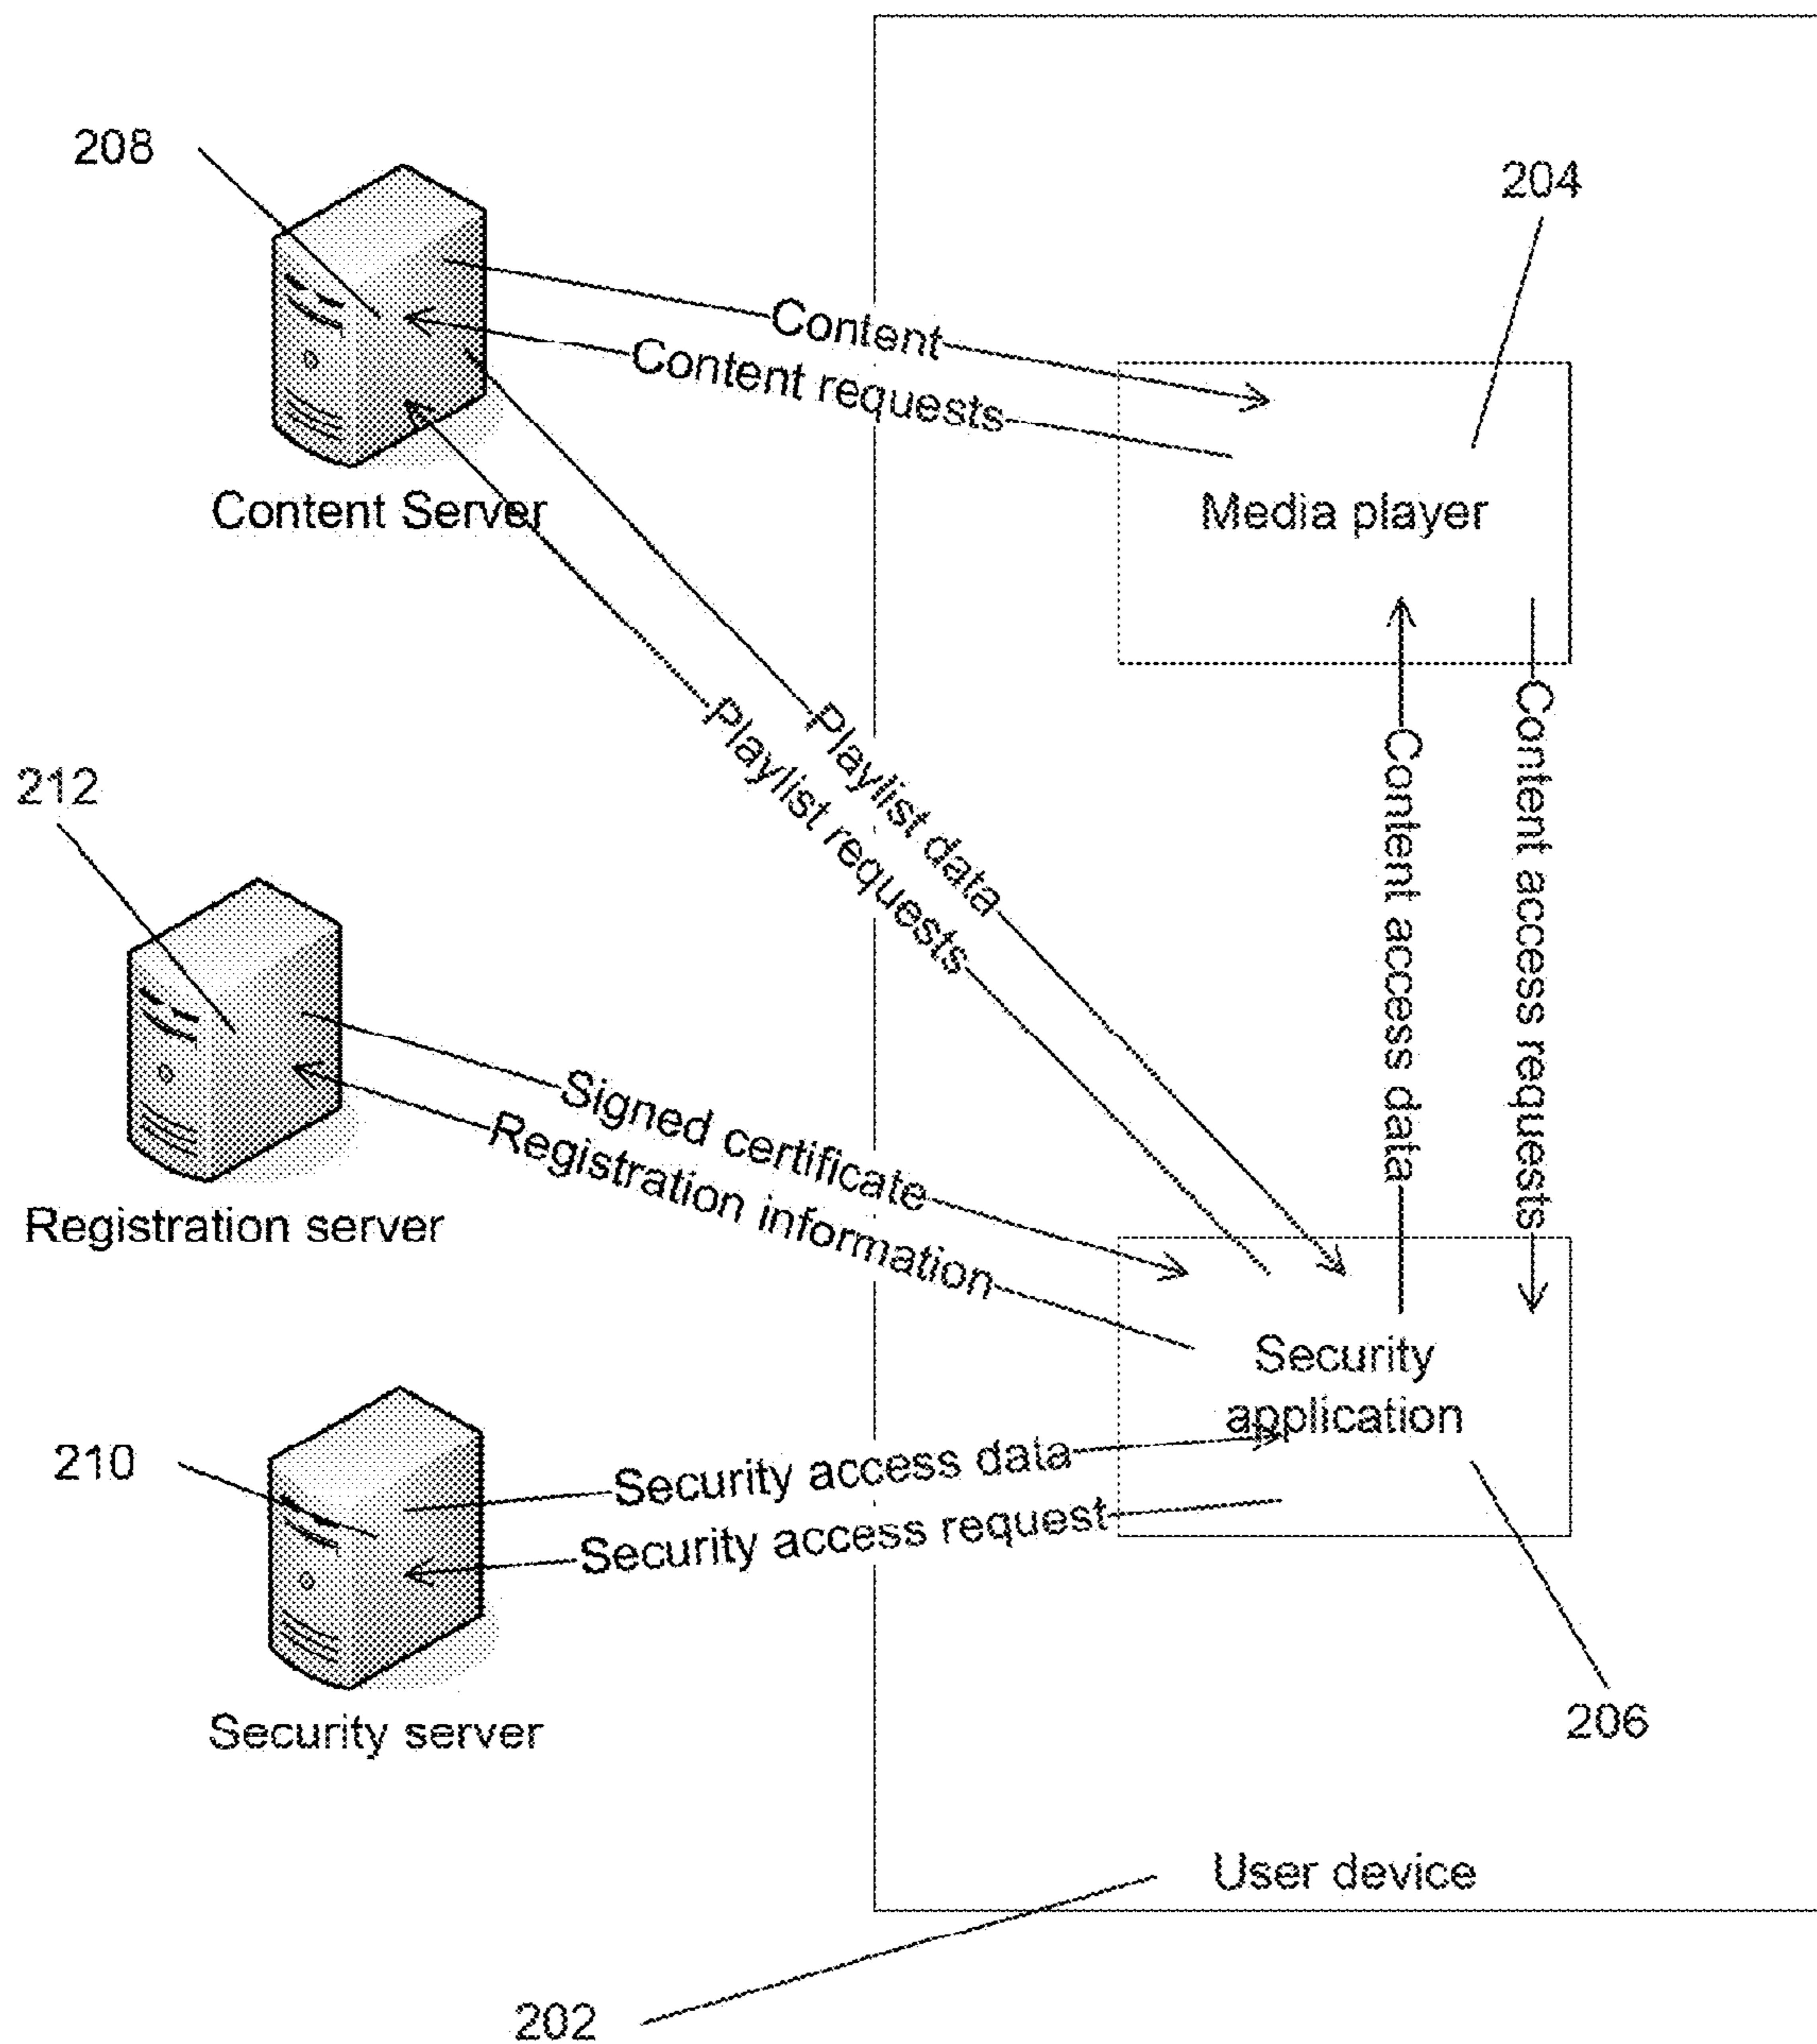 208
204
Content
Content requests
Content Server
Media player
Playlist data
Playlist requests
Content access data
Content access requests
212
Signed certificate
Registration information
Registration server
Security
application
210
Security access data
Security access request
Security server
206
User device
202